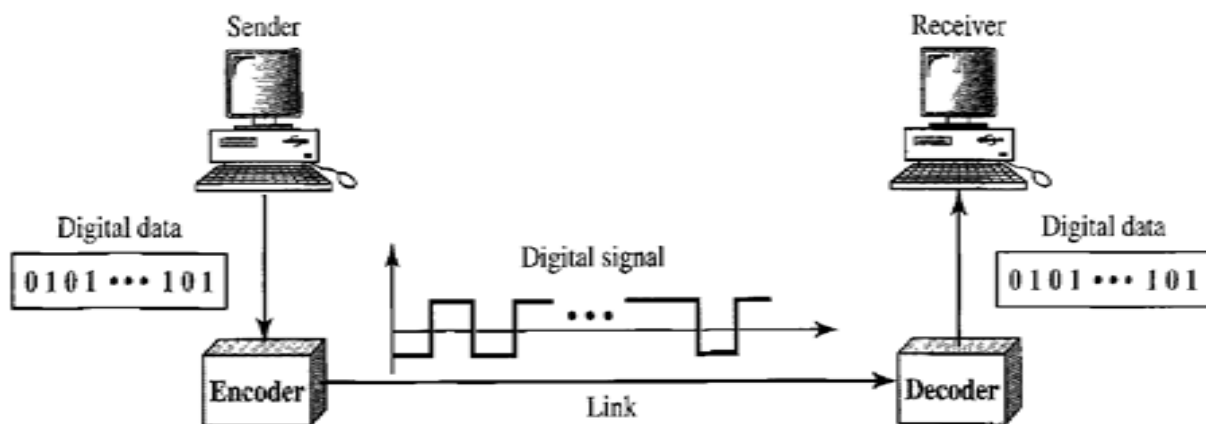 Sender
Receiver
Digital data
0101 ••• 101
Digital signal
•••
Digital data
0101 ••• 101
Encoder
Link
Decoder